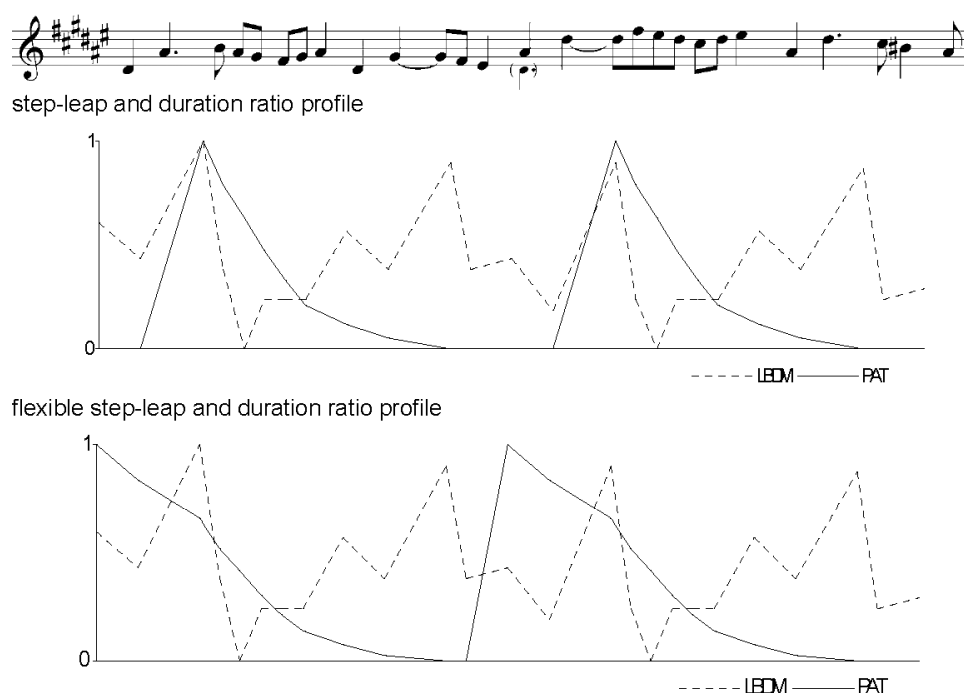 step-leap and duration ratio profile
1
0
LBDM PAT
flexible step-leap and duration ratio profile
1
0
LBDM PAT